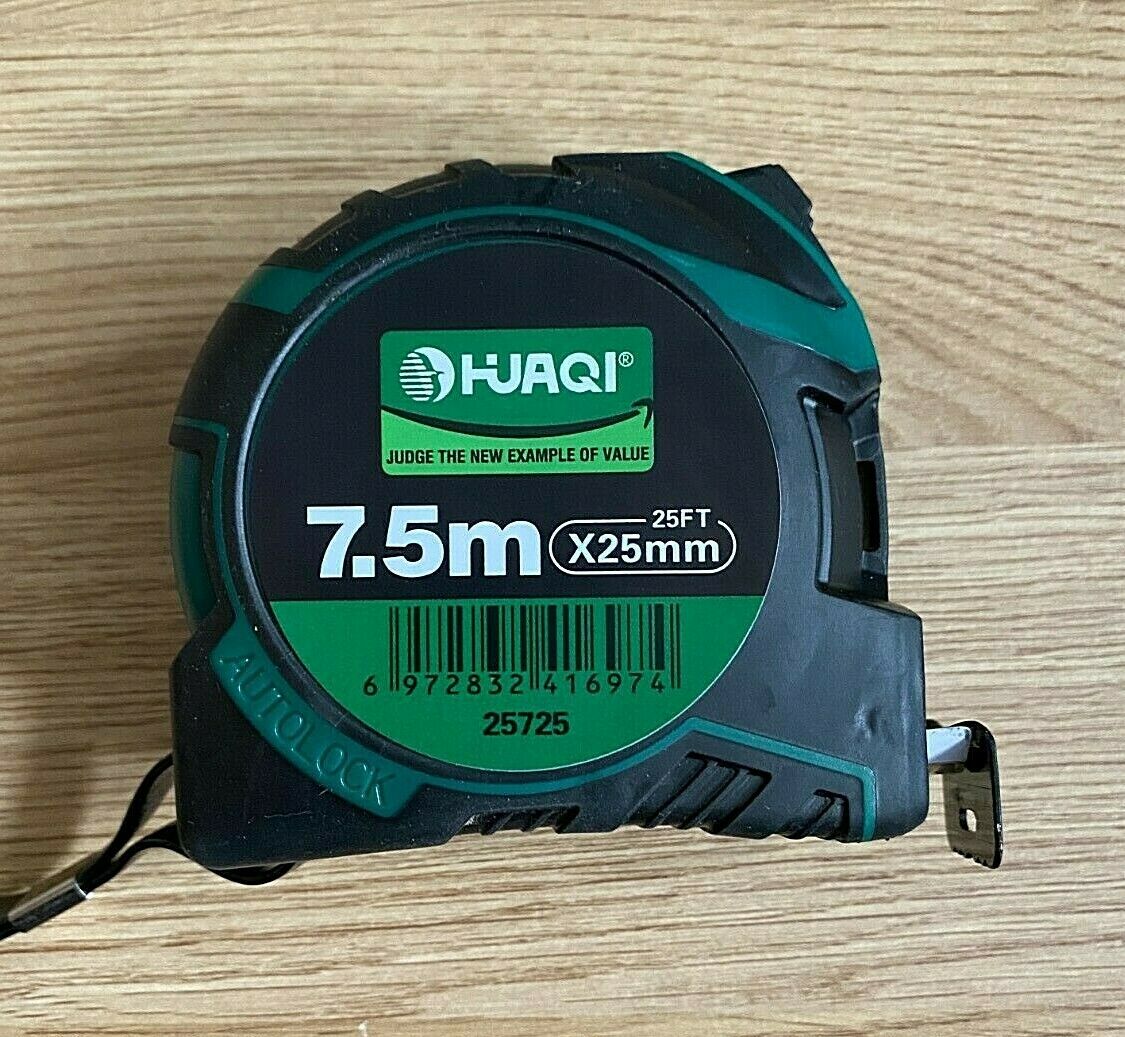 HUAQI®
JUDGE THE NEW EXAMPLE OF VALUE
7.5m
25FT
X25mm
6 972832 416974
25725
AUTOLOCK